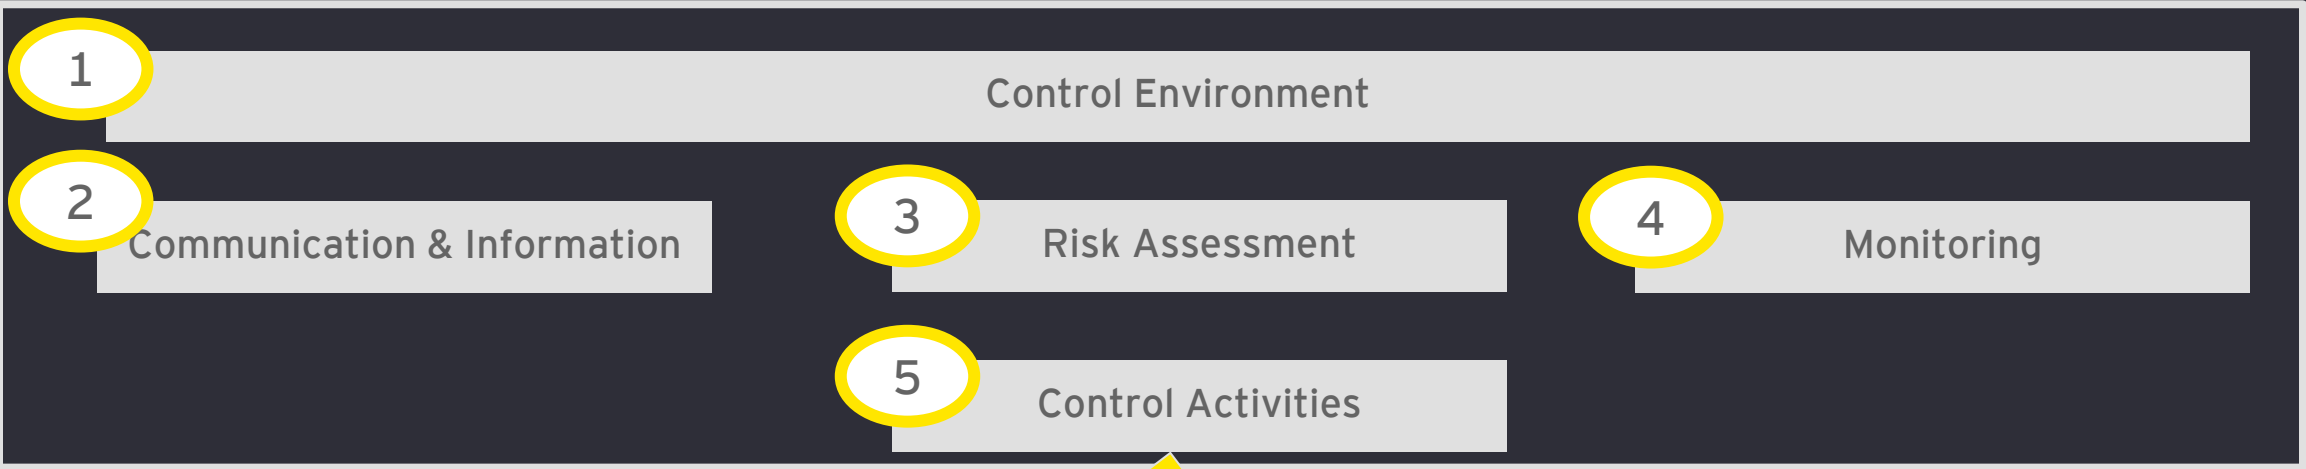 1
Control Environment
2
Communication & Information
3
Risk Assessment
4
Monitoring
5
Control Activities